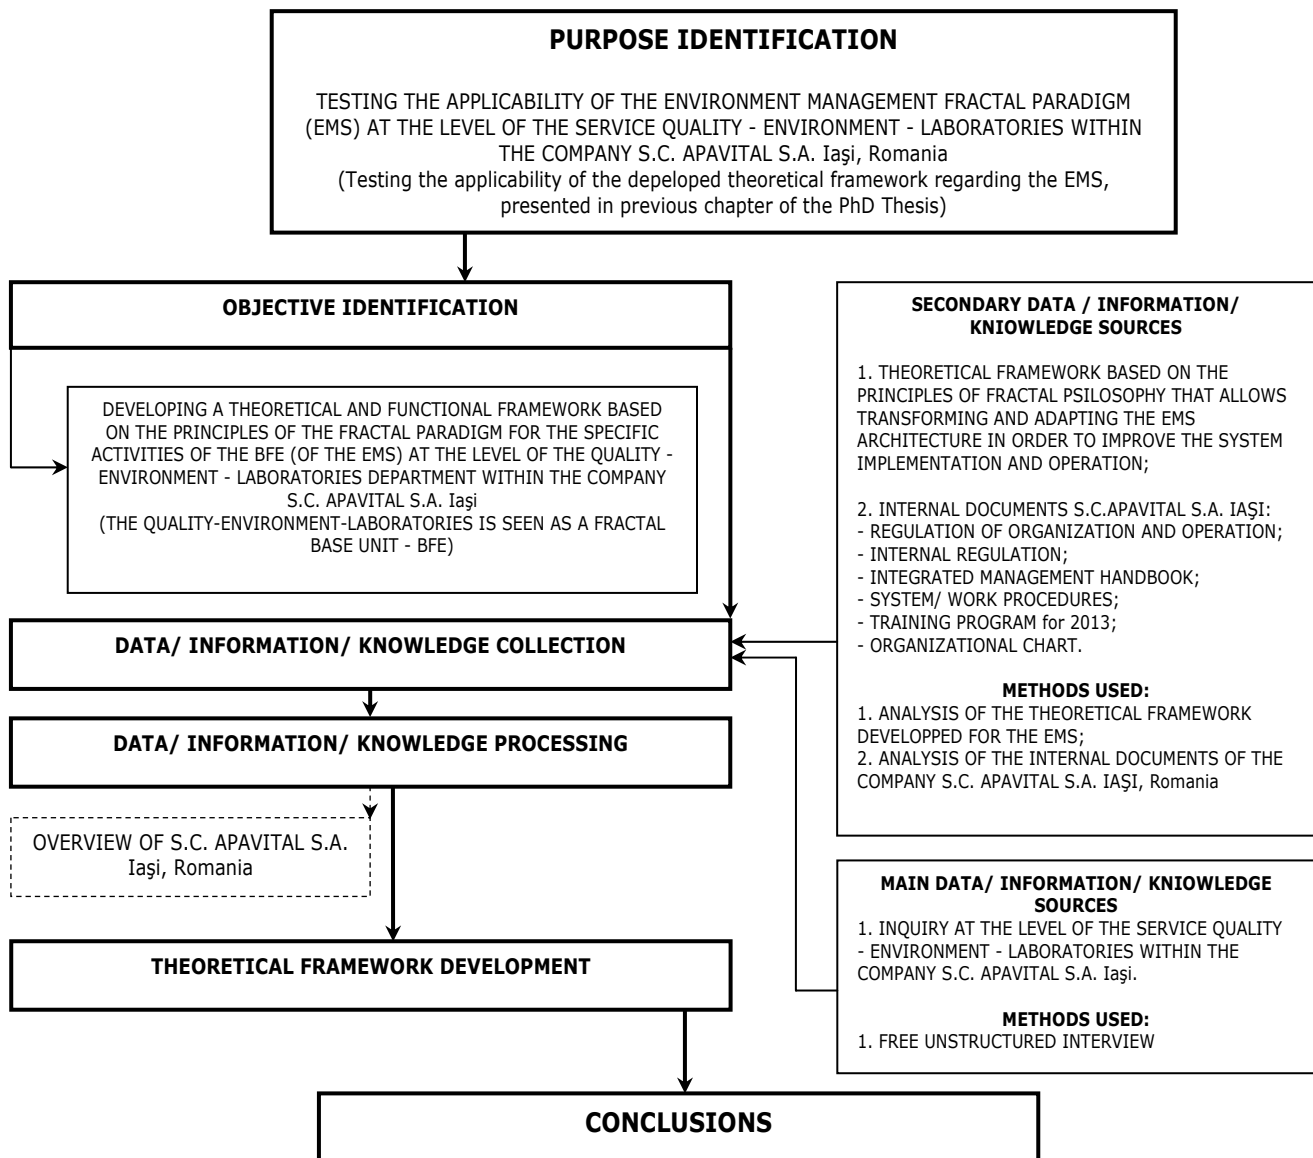 PURPOSE IDENTIFICATION
TESTING THE APPLICABILITY OF THE ENVIRONMENT MANAGEMENT FRACTAL PARADIGM
(EMS) AT THE LEVEL OF THE SERVICE QUALITY - ENVIRONMENT - LABORATORIES WITHIN
THE COMPANY S.C. APAVITAL S.A. Iaşi, Romania
(Testing the applicability of the depeloped theoretical framework regarding the EMS,
presented in previous chapter of the PhD Thesis)
OBJECTIVE IDENTIFICATION
DEVELOPING A THEORETICAL AND FUNCTIONAL FRAMEWORK BASED
ON THE PRINCIPLES OF THE FRACTAL PARADIGM FOR THE SPECIFIC
ACTIVITIES OF THE BFE (OF THE EMS) AT THE LEVEL OF THE QUALITY -
ENVIRONMENT - LABORATORIES DEPARTMENT WITHIN THE COMPANY
S.C. APAVITAL S.A. Iaşi
(THE QUALITY-ENVIRONMENT-LABORATORIES IS SEEN AS A FRACTAL
BASE UNIT - BFE)
DATA/ INFORMATION/ KNOWLEDGE COLLECTION
DATA/ INFORMATION/ KNOWLEDGE PROCESSING
OVERVIEW OF S.C. APAVITAL S.A.
Iaşi, Romania
THEORETICAL FRAMEWORK DEVELOPMENT
SECONDARY DATA / INFORMATION/
KNIOWLEDGE SOURCES
1. THEORETICAL FRAMEWORK BASED ON THE
PRINCIPLES OF FRACTAL PSILOSOPHY THAT ALLOWS
TRANSFORMING AND ADAPTING THE EMS
ARCHITECTURE IN ORDER TO IMPROVE THE SYSTEM
IMPLEMENTATION AND OPERATION;
2. INTERNAL DOCUMENTS S.C.APAVITAL S.A. IAŞI:
- REGULATION OF ORGANIZATION AND OPERATION;
- INTERNAL REGULATION;
- INTEGRATED MANAGEMENT HANDBOOK;
- SYSTEM/ WORK PROCEDURES;
- TRAINING PROGRAM for 2013;
- ORGANIZATIONAL CHART.
METHODS USED:
1. ANALYSIS OF THE THEORETICAL FRAMEWORK
DEVELOPPED FOR THE EMS;
2. ANALYSIS OF THE INTERNAL DOCUMENTS OF THE
COMPANY S.C. APAVITAL S.A. IAŞI, Romania
MAIN DATA/ INFORMATION/ KNIOWLEDGE
SOURCES
1. INQUIRY AT THE LEVEL OF THE SERVICE QUALITY
- ENVIRONMENT - LABORATORIES WITHIN THE
COMPANY S.C. APAVITAL S.A. Iaşi.
METHODS USED:
1. FREE UNSTRUCTURED INTERVIEW
CONCLUSIONS